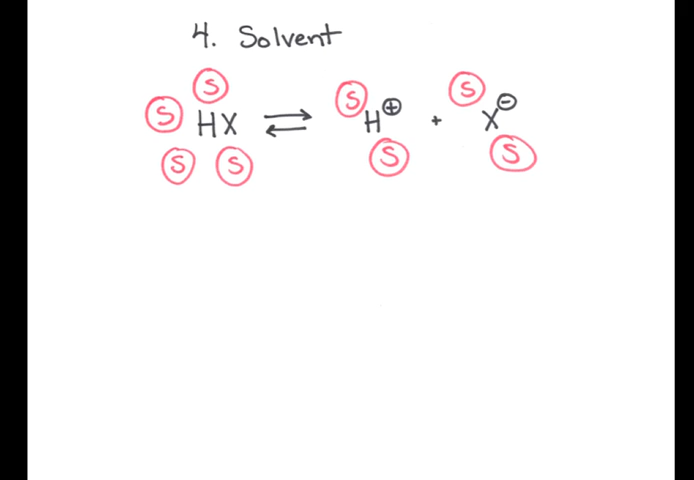 4. Solvent
S S S S
HX ⇌ H⊕ + X⊖
S S S S